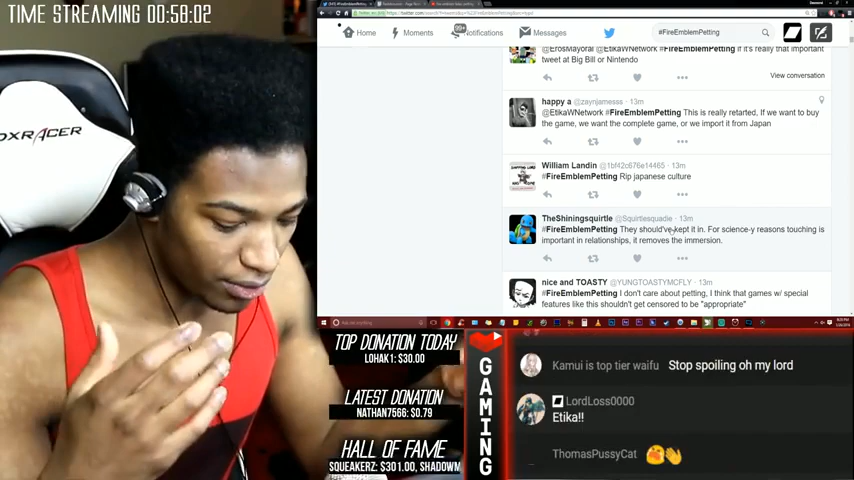 TIME STREAMING 00:58:02
DXRACER
Home
Moments
99+
Notifications
Messages
#FireEmblemPetting
@ErosMayoral @EtikaWNetwork #FireEmblemPetting If it's really that important
tweet at Big Bill or Nintendo
View conversation
happy a @zaynjamesss · 13m
@EtikaWNetwork #FireEmblemPetting This is really retarded, If we want to buy
the game, we want the complete game, or we import it from Japan
William Landin @1bf42c676e14465 · 13m
#FireEmblemPetting Rip japanese culture
TheShiningsquirtle @Squirtlesquadle · 13m
#FireEmblemPetting They should've kept it in. For science-y reasons touching is
important in relationships, it removes the immersion.
nice and TOASTY @YUNGTOASTYMCFLY · 13m
#FireEmblemPetting I don't care about petting, I think that games w/ special
features like this shouldn't get censored to be "appropriate"
TOP DONATION TODAY
LOHAK1: $30.00
LATEST DONATION
NATHAN7566: $0.79
HALL OF FAME
SQUEAKERZ: $301.00, SHADOWM
GAMING
Kamui is top tier waifu Stop spoiling oh my lord
LordLoss0000
Etika!!
ThomasPussyCat